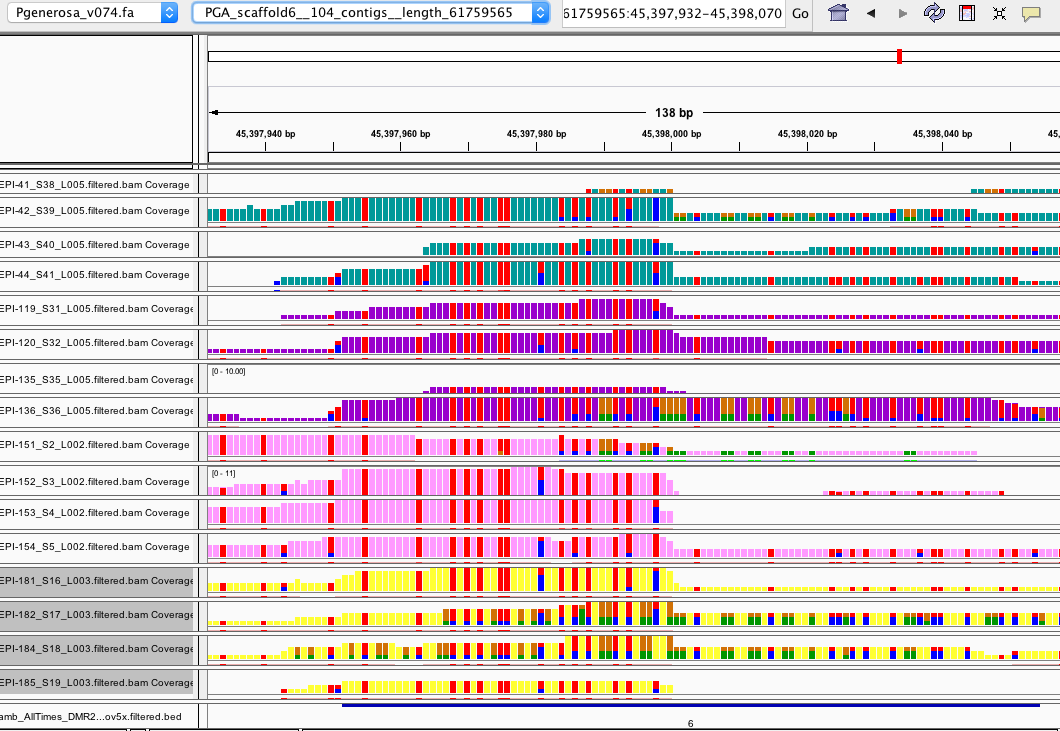 Pgenerosa_v074.fa PGA_scaffold6__104_contigs__length_61759565 61759565:45,397,932-45,398,070 Go
138 bp
45,397,940 bp 45,397,960 bp 45,397,980 bp 45,398,000 bp 45,398,020 bp 45,398,040 bp 45,
EPI-41_S38_L005.filtered.bam Coverage
EPI-42_S39_L005.filtered.bam Coverage
EPI-43_S40_L005.filtered.bam Coverage
EPI-44_S41_L005.filtered.bam Coverage
EPI-119_S31_L005.filtered.bam Coverage
EPI-120_S32_L005.filtered.bam Coverage
EPI-135_S35_L005.filtered.bam Coverage [0 - 10.00]
EPI-136_S36_L005.filtered.bam Coverage
EPI-151_S2_L002.filtered.bam Coverage
EPI-152_S3_L002.filtered.bam Coverage [0 - 11]
EPI-153_S4_L002.filtered.bam Coverage
EPI-154_S5_L002.filtered.bam Coverage
EPI-181_S16_L003.filtered.bam Coverage
EPI-182_S17_L003.filtered.bam Coverage
EPI-184_S18_L003.filtered.bam Coverage
EPI-185_S19_L003.filtered.bam Coverage
amb_AllTimes_DMR2...ov5x.filtered.bed
6